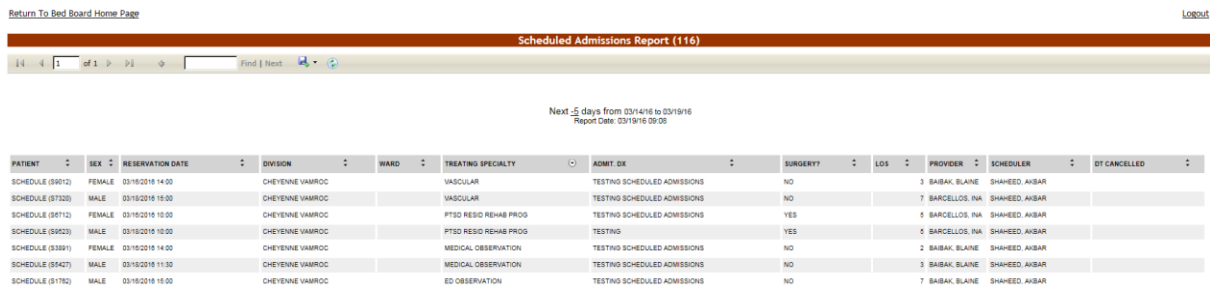 Return To Bed Board Home Page Logout
Scheduled Admissions Report (116)
1 of 1 Find | Next
Next -5 days from 03/14/16 to 03/19/16
Report Date: 03/19/16 09:08
PATIENT SEX RESERVATION DATE DIVISION WARD TREATING SPECIALTY ADMIT. DX SURGERY? LOS PROVIDER SCHEDULER DT CANCELLED
SCHEDULE (S9012) FEMALE 03/16/2016 14:00 CHEYENNE VAMROC VASCULAR TESTING SCHEDULED ADMISSIONS NO 3 BAIBAK, BLAINE SHAHEED, AKBAR
SCHEDULE (S7320) MALE 03/18/2016 15:00 CHEYENNE VAMROC VASCULAR TESTING SCHEDULED ADMISSIONS NO 7 BARCELLOS, INA SHAHEED, AKBAR
SCHEDULE (S6712) FEMALE 03/16/2016 10:00 CHEYENNE VAMROC PTSD RESID REHAB PROG TESTING SCHEDULED ADMISSIONS YES BARCELLOS, INA SHAHEED, AKBAR
SCHEDULE (S9523) MALE 03/18/2016 10:00 CHEYENNE VAMROC PTSD RESID REHAB PROG TESTING YES BARCELLOS, INA SHAHEED, AKBAR
SCHEDULE (S3891) FEMALE 03/16/2016 14:00 CHEYENNE VAMROC MEDICAL OBSERVATION TESTING SCHEDULED ADMISSIONS NO 2 BAIBAK, BLAINE SHAHEED, AKBAR
SCHEDULE (S5427) MALE 03/18/2016 11:30 CHEYENNE VAMROC MEDICAL OBSERVATION TESTING SCHEDULED ADMISSIONS NO 3 BAIBAK, BLAINE SHAHEED, AKBAR
SCHEDULE (S1762) MALE 03/16/2016 15:00 CHEYENNE VAMROC ED OBSERVATION TESTING SCHEDULED ADMISSIONS NO 7 BAIBAK, BLAINE SHAHEED, AKBAR